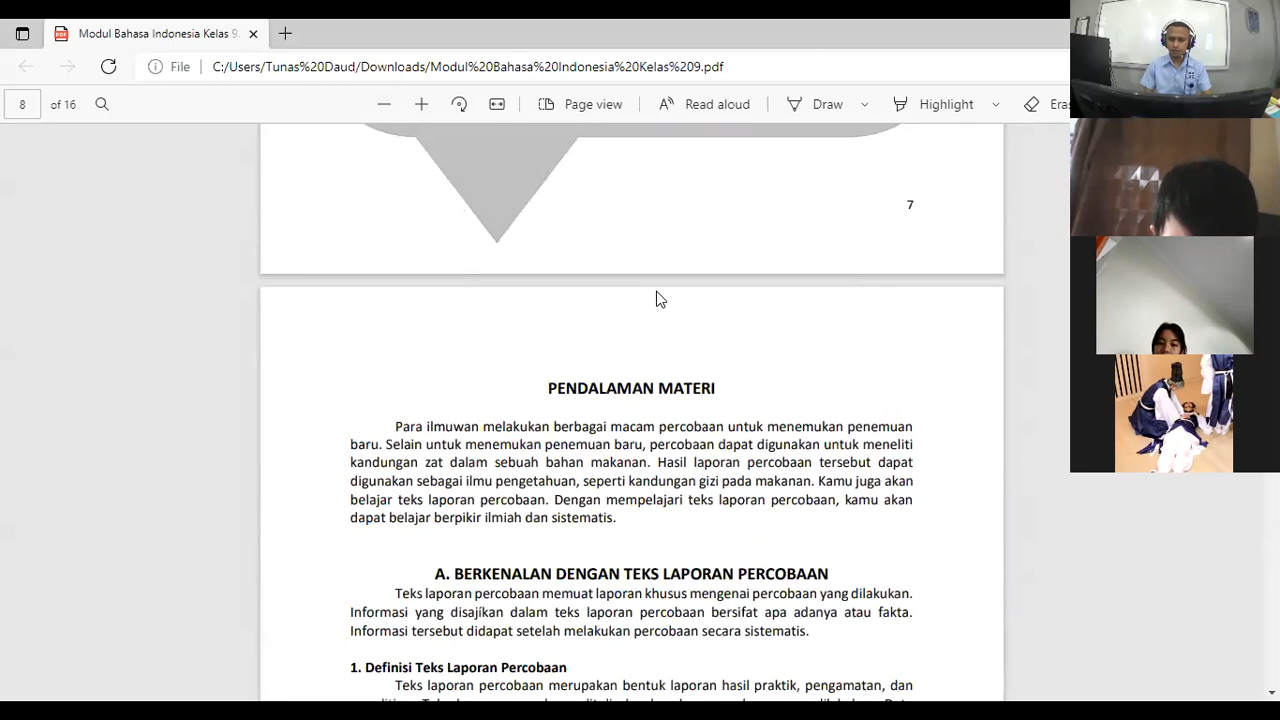 Modul Bahasa Indonesia Kelas 9.
File C:/Users/Tunas%20Daud/Downloads/Modul%20Bahasa%20Indonesia%20Kelas%209.pdf
8 of 16 Page view Read aloud Draw Highlight Eras
7
PENDALAMAN MATERI
Para ilmuwan melakukan berbagai macam percobaan untuk menemukan penemuan
baru. Selain untuk menemukan penemuan baru, percobaan dapat digunakan untuk meneliti
kandungan zat dalam sebuah bahan makanan. Hasil laporan percobaan tersebut dapat
digunakan sebagai ilmu pengetahuan, seperti kandungan gizi pada makanan. Kamu juga akan
belajar teks laporan percobaan. Dengan mempelajari teks laporan percobaan, kamu akan
dapat belajar berpikir ilmiah dan sistematis.
A. BERKENALAN DENGAN TEKS LAPORAN PERCOBAAN
Teks laporan percobaan memuat laporan khusus mengenai percobaan yang dilakukan.
Informasi yang disajikan dalam teks laporan percobaan bersifat apa adanya atau fakta.
Informasi tersebut didapat setelah melakukan percobaan secara sistematis.
1. Definisi Teks Laporan Percobaan
Teks laporan percobaan merupakan bentuk laporan hasil praktik, pengamatan, dan